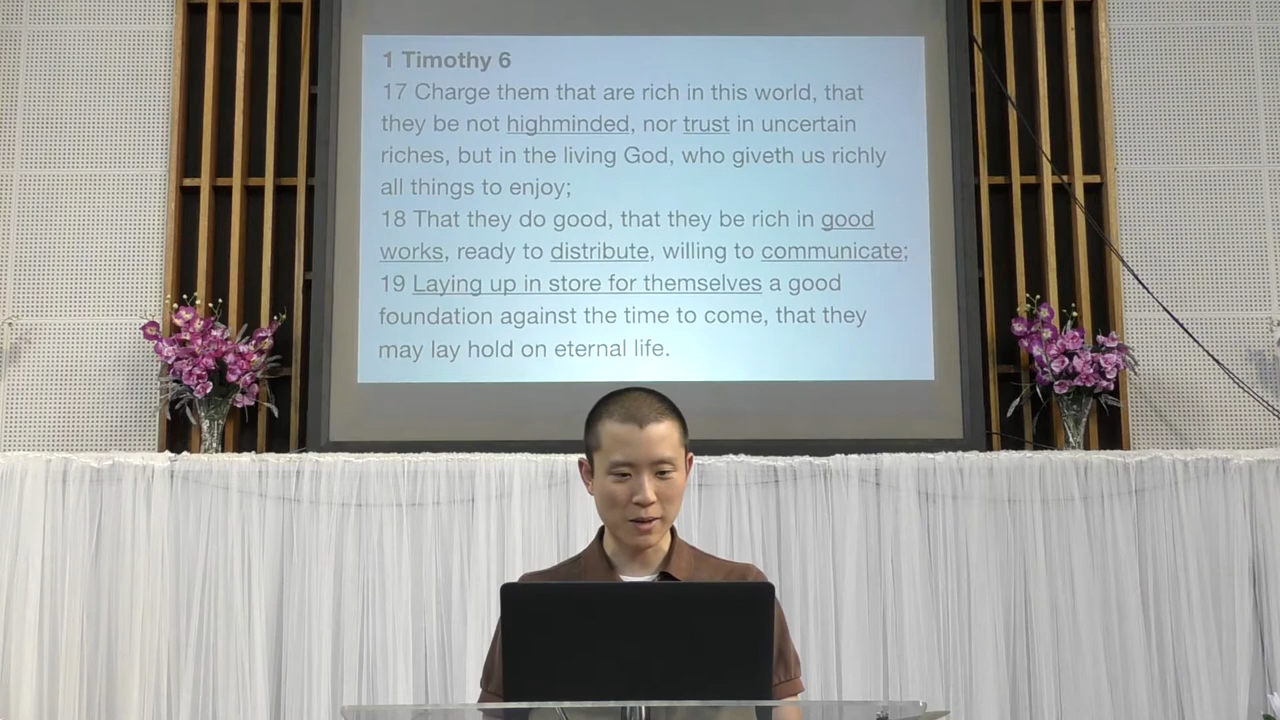 1 Timothy 6
17 Charge them that are rich in this world, that
they be not highminded, nor trust in uncertain
riches, but in the living God, who giveth us richly
all things to enjoy;
18 That they do good, that they be rich in good
works, ready to distribute, willing to communicate;
19 Laying up in store for themselves a good
foundation against the time to come, that they
may lay hold on eternal life.